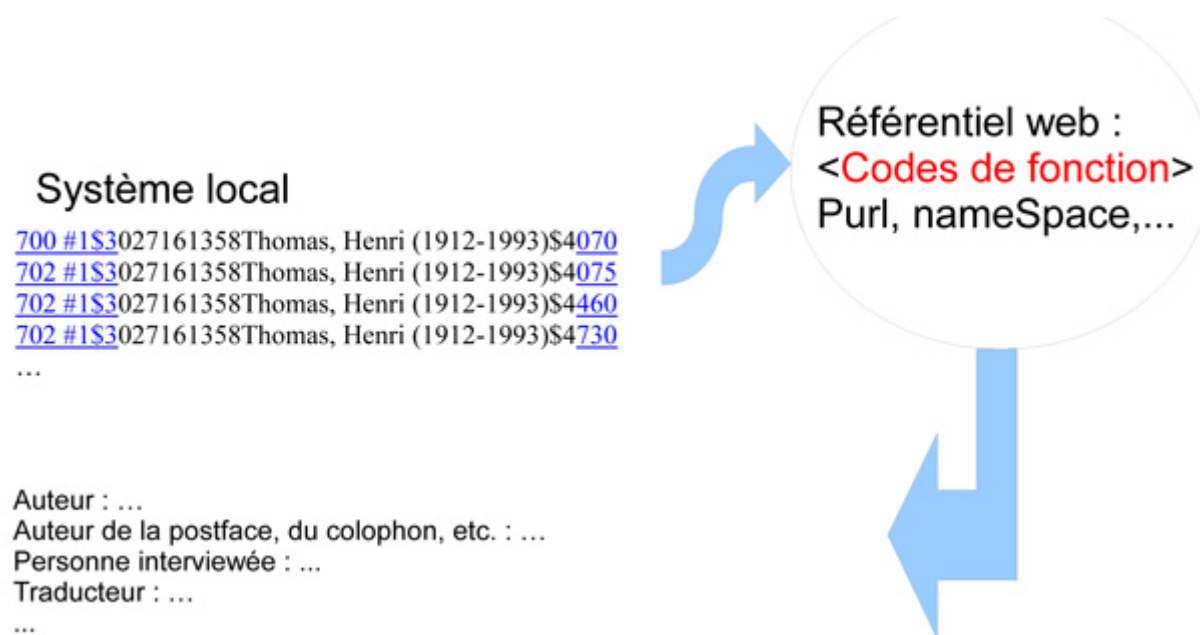 Système local
700 #1$3027161358Thomas, Henri (1912-1993)$4070
702 #1$3027161358Thomas, Henri (1912-1993)$4075
702 #1$3027161358Thomas, Henri (1912-1993)$4460
702 #1$3027161358Thomas, Henri (1912-1993)$4730
…
Référentiel web :
<Codes de fonction>
Purl, nameSpace,...
Auteur : …
Auteur de la postface, du colophon, etc. : …
Personne interviewée : ...
Traducteur : …
...